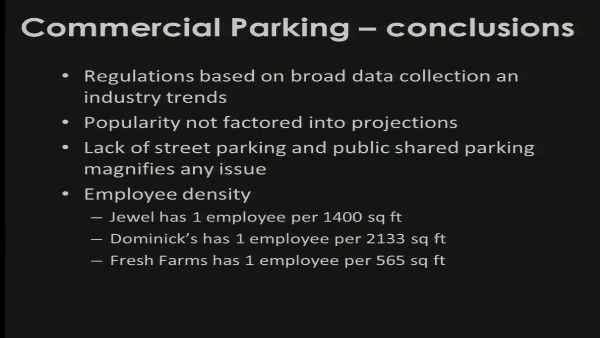 Commercial Parking – conclusions
• Regulations based on broad data collection an
industry trends
• Popularity not factored into projections
• Lack of street parking and public shared parking
magnifies any issue
• Employee density
– Jewel has 1 employee per 1400 sq ft
– Dominick's has 1 employee per 2133 sq ft
– Fresh Farms has 1 employee per 565 sq ft